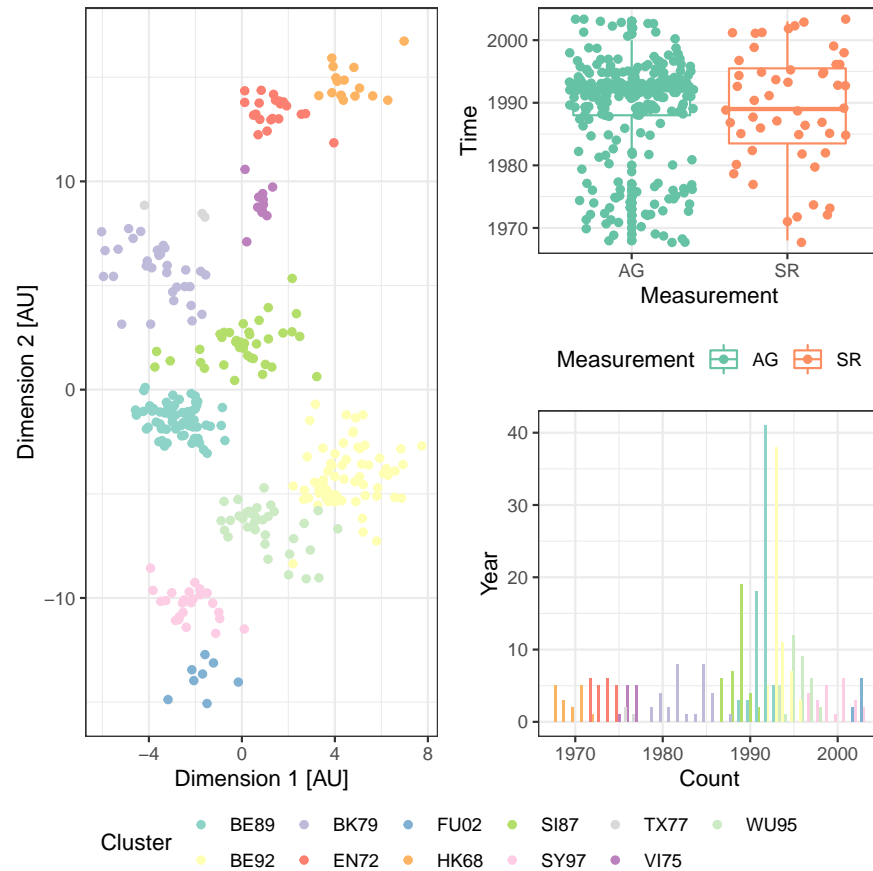 10
0
−10
−4
0
4
8
Dimension 1 [AU]
Dimension 2 [AU]
2000
1990
1980
1970
AG
SR
Measurement
Time
Measurement AG SR
40
30
20
10
0
1970
1980
1990
2000
Count
Year
Cluster
BE89 BK79 FU02 SI87 TX77 WU95
BE92 EN72 HK68 SY97 VI75